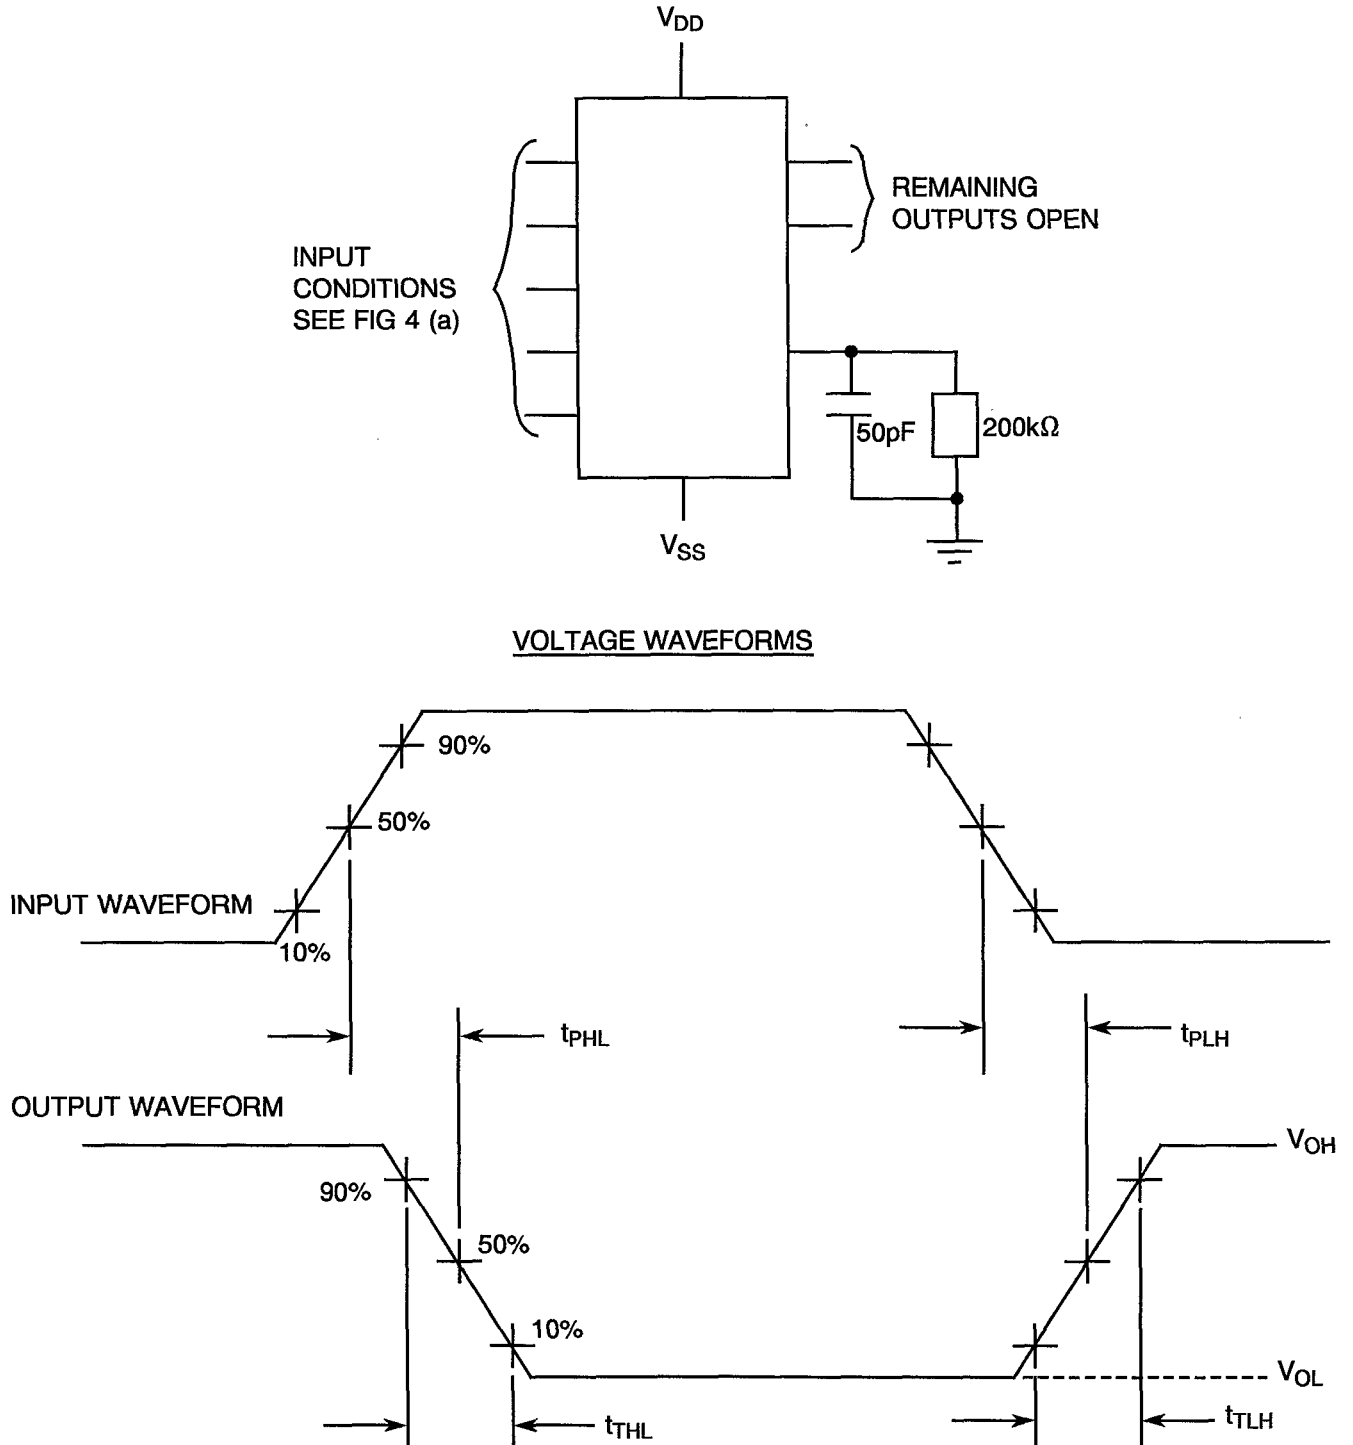 VDD
REMAINING
OUTPUTS OPEN
INPUT
CONDITIONS
SEE FIG 4 (a)
50pF
200kΩ
VSS
VOLTAGE WAVEFORMS
90%
50%
INPUT WAVEFORM
10%
tPHL
tPLH
OUTPUT WAVEFORM
VOH
90%
50%
10%
VOL
tTHL
tTLH